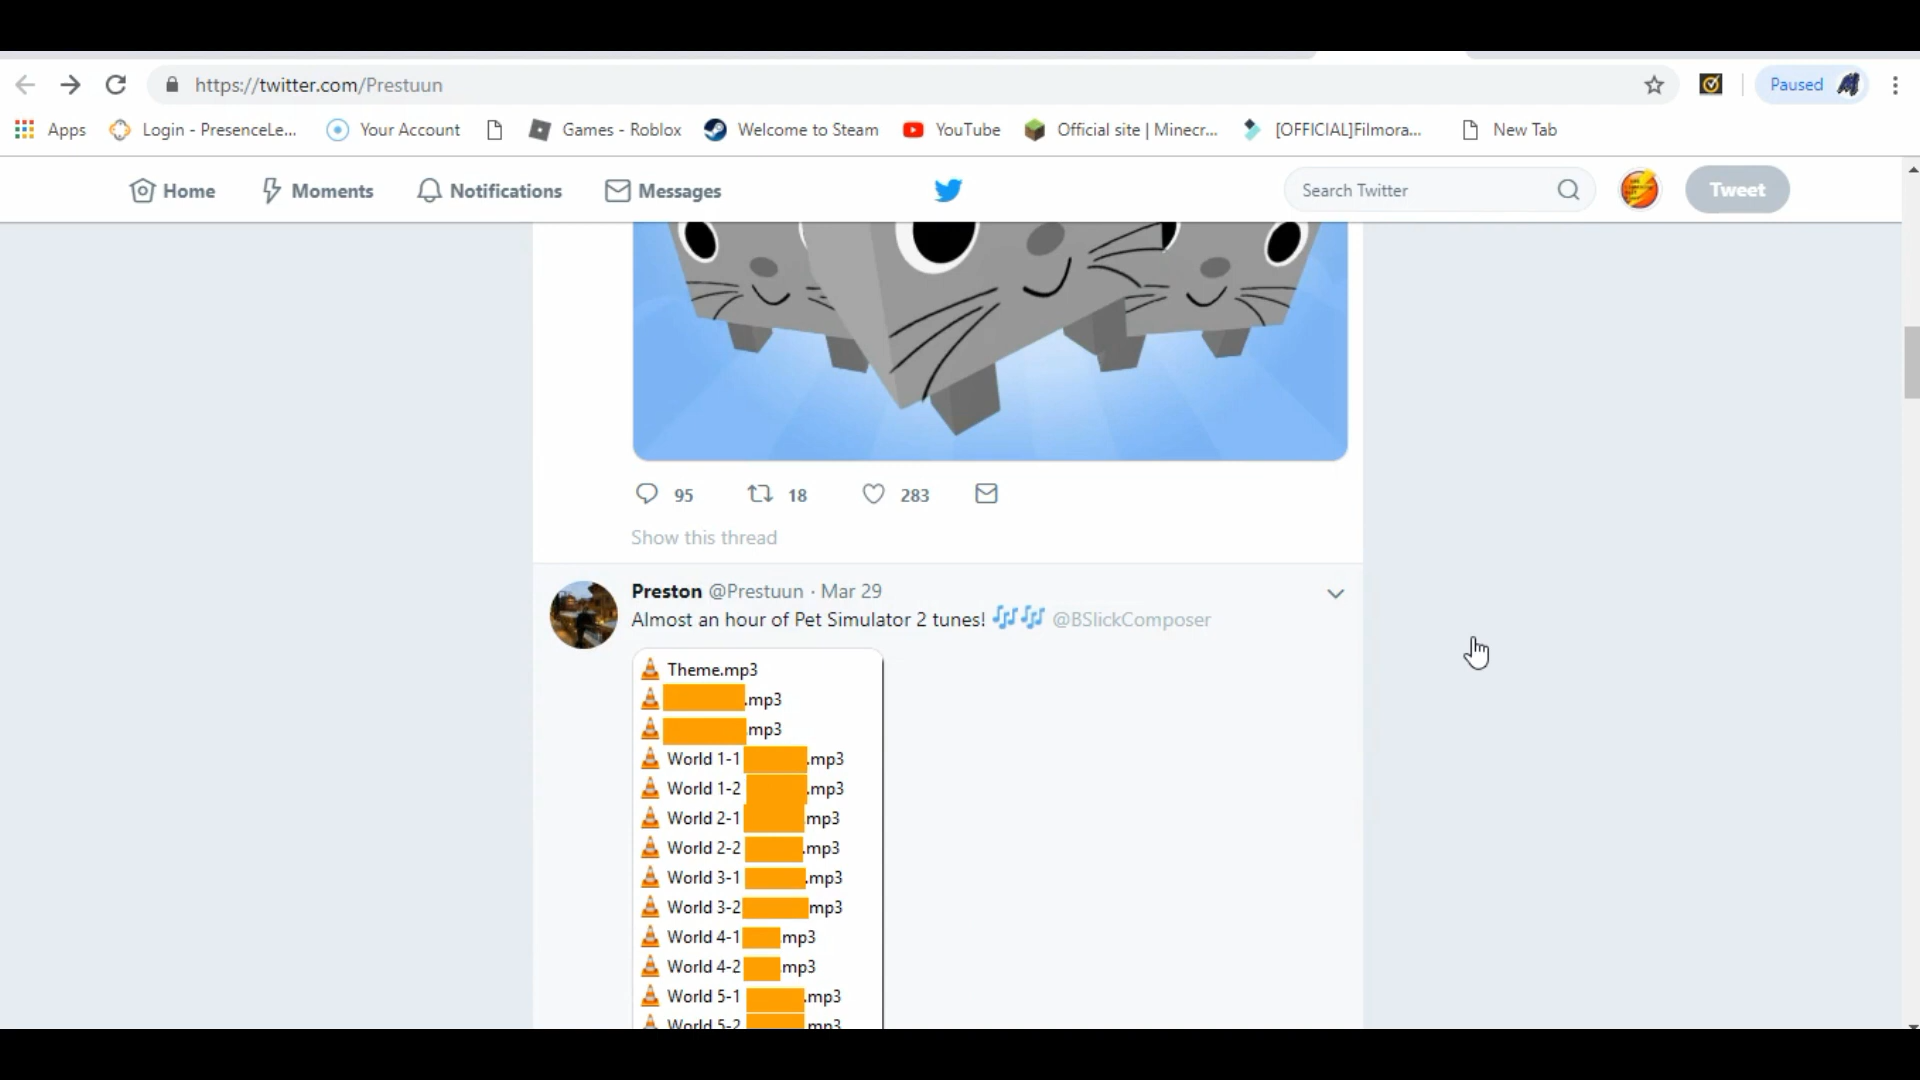 https://twitter.com/Prestuun
Paused
Apps
Login - PresenceLe...
Your Account
Games - Roblox
Welcome to Steam
YouTube
Official site | Minecr...
[OFFICIAL]Filmora...
New Tab
Home
Moments
Notifications
Messages
Search Twitter
Tweet
95
18
283
Show this thread
Preston @Prestuun · Mar 29
Almost an hour of Pet Simulator 2 tunes! 🎶🎶 @BSlickComposer
Theme.mp3
.mp3
mp3
World 1-1 .mp3
World 1-2 .mp3
World 2-1 mp3
World 2-2 .mp3
World 3-1 .mp3
World 3-2 mp3
World 4-1 mp3
World 4-2 mp3
World 5-1 .mp3
World 5-2 mp3